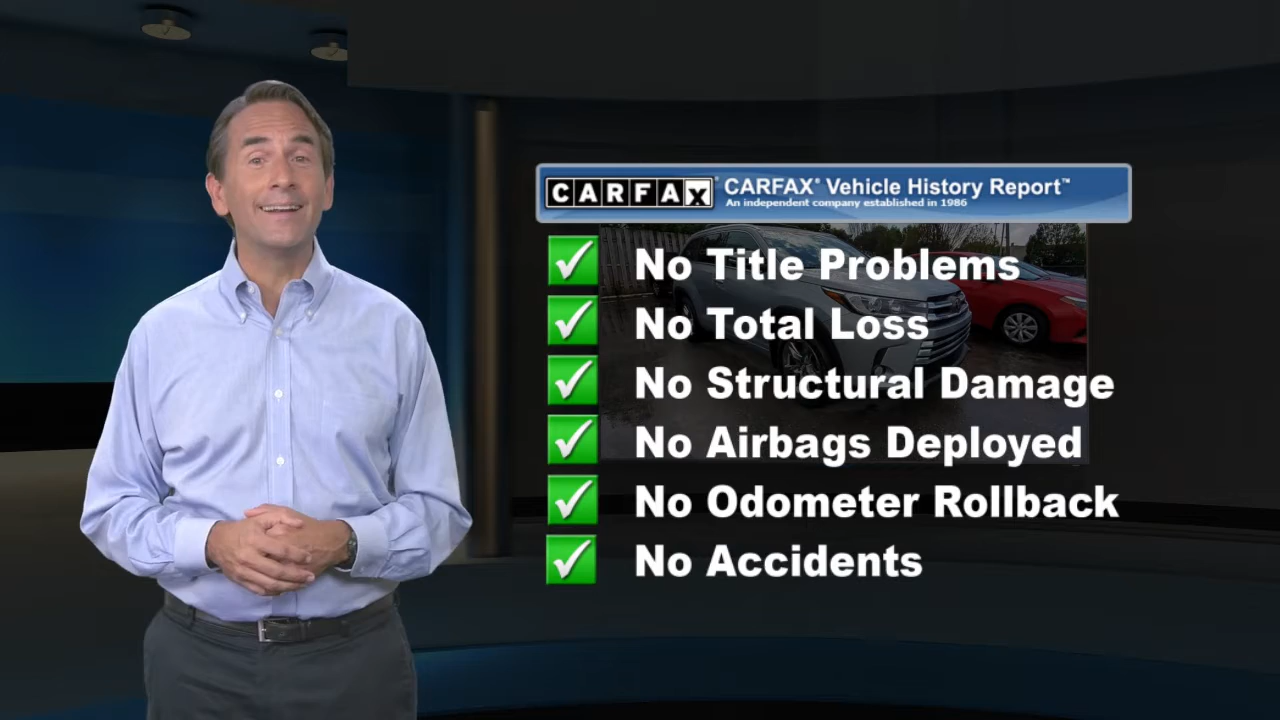 CARFAX® CARFAX® Vehicle History Report™
An independent company established in 1986
No Title Problems
No Total Loss
No Structural Damage
No Airbags Deployed
No Odometer Rollback
No Accidents